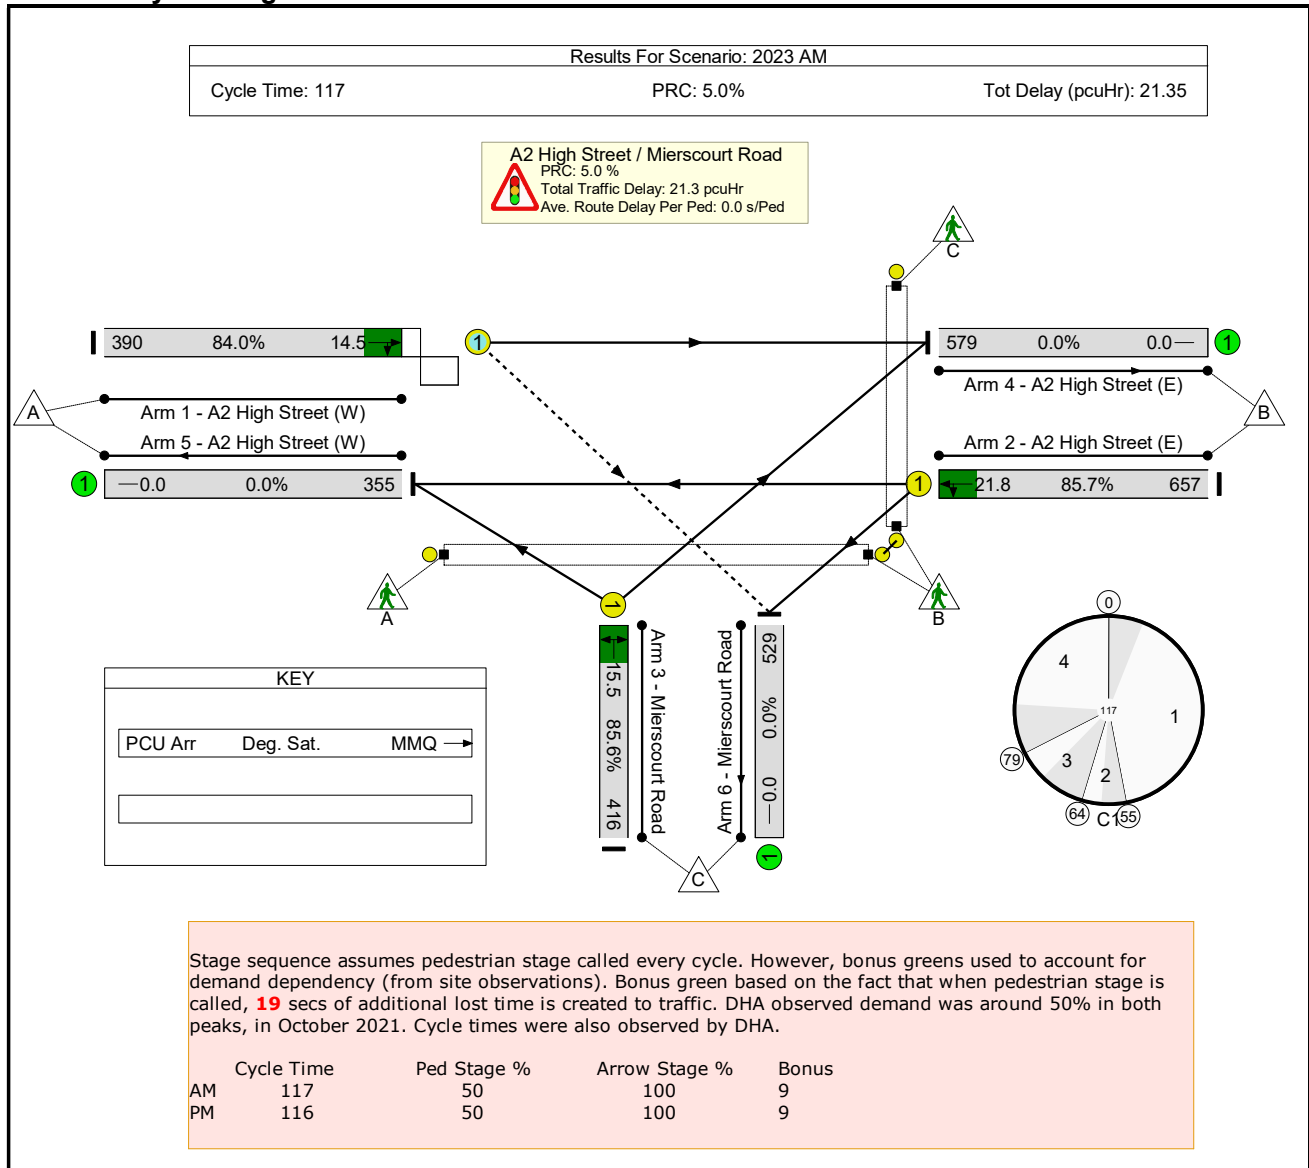 Results For Scenario: 2023 AM
Cycle Time: 117 PRC: 5.0% Tot Delay (pcuHr): 21.35
A2 High Street / Mierscourt Road
PRC: 5.0 %
Total Traffic Delay: 21.3 pcuHr
Ave. Route Delay Per Ped: 0.0 s/Ped
C
390 84.0% 14.5
1
579 0.0% 0.0
1
Arm 4 - A2 High Street (E)
A
Arm 1 - A2 High Street (W)
B
Arm 5 - A2 High Street (W)
Arm 2 - A2 High Street (E)
1
0.0 0.0% 355
1
21.8 85.7% 657
A
B
1
15.5 85.6% 416
Arm 3 - Mierscourt Road
Arm 6 - Mierscourt Road
0.0 0.0% 529
1
C
0
4
117
1
79
3
2
64
C1
55
KEY
PCU Arr Deg. Sat. MMQ
Stage sequence assumes pedestrian stage called every cycle. However, bonus greens used to account for
demand dependency (from site observations). Bonus green based on the fact that when pedestrian stage is
called, 19 secs of additional lost time is created to traffic. DHA observed demand was around 50% in both
peaks, in October 2021. Cycle times were also observed by DHA.
Cycle Time Ped Stage % Arrow Stage % Bonus
AM 117 50 100 9
PM 116 50 100 9